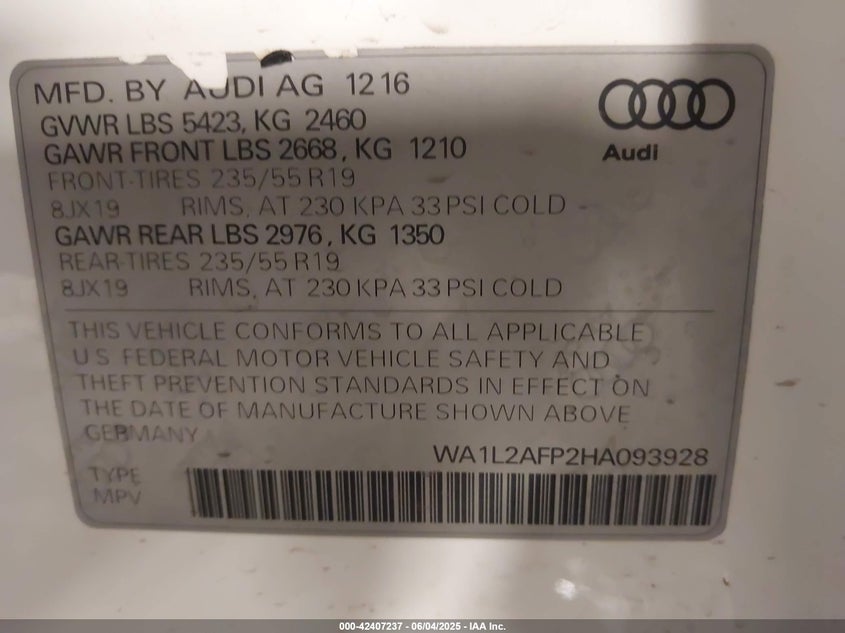 MFD. BY AUDI AG 12 16
GVWR LBS 5423, KG 2460
GAWR FRONT LBS 2668, KG 1210
FRONT-TIRES 235/55 R19
8JX19 RIMS, AT 230 KPA 33 PSI COLD
GAWR REAR LBS 2976, KG 1350
REAR-TIRES 235/55 R19
8JX19 RIMS, AT 230 KPA 33 PSI COLD
Audi
THIS VEHICLE CONFORMS TO ALL APPLICABLE
U.S. FEDERAL MOTOR VEHICLE SAFETY AND
THEFT PREVENTION STANDARDS IN EFFECT ON
THE DATE OF MANUFACTURE SHOWN ABOVE
GERMANY
WA1L2AFP2HA093928
TYPE
MPV
000-42407237 - 06/04/2025 - IAA Inc.